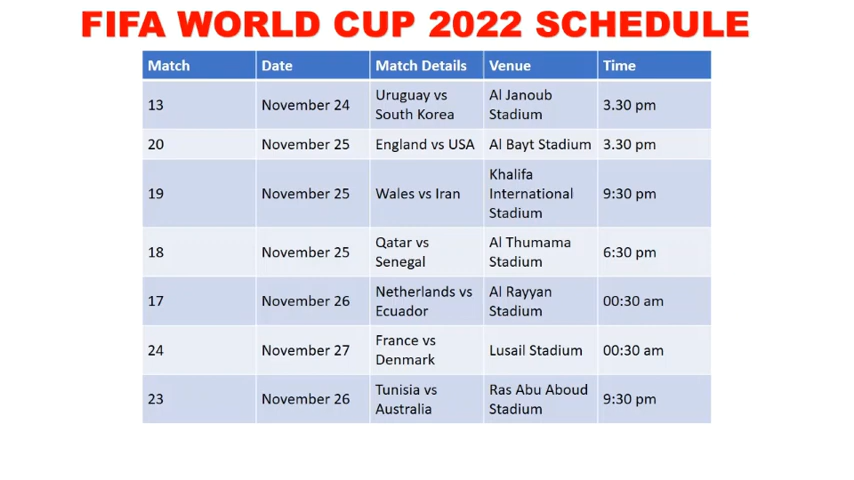 FIFA WORLD CUP 2022 SCHEDULE
Match Date Match Details Venue Time
13 November 24 Uruguay vs South Korea Al Janoub Stadium 3.30 pm
20 November 25 England vs USA Al Bayt Stadium 3.30 pm
19 November 25 Wales vs Iran Khalifa International Stadium 9:30 pm
18 November 25 Qatar vs Senegal Al Thumama Stadium 6:30 pm
17 November 26 Netherlands vs Ecuador Al Rayyan Stadium 00:30 am
24 November 27 France vs Denmark Lusail Stadium 00:30 am
23 November 26 Tunisia vs Australia Ras Abu Aboud Stadium 9:30 pm